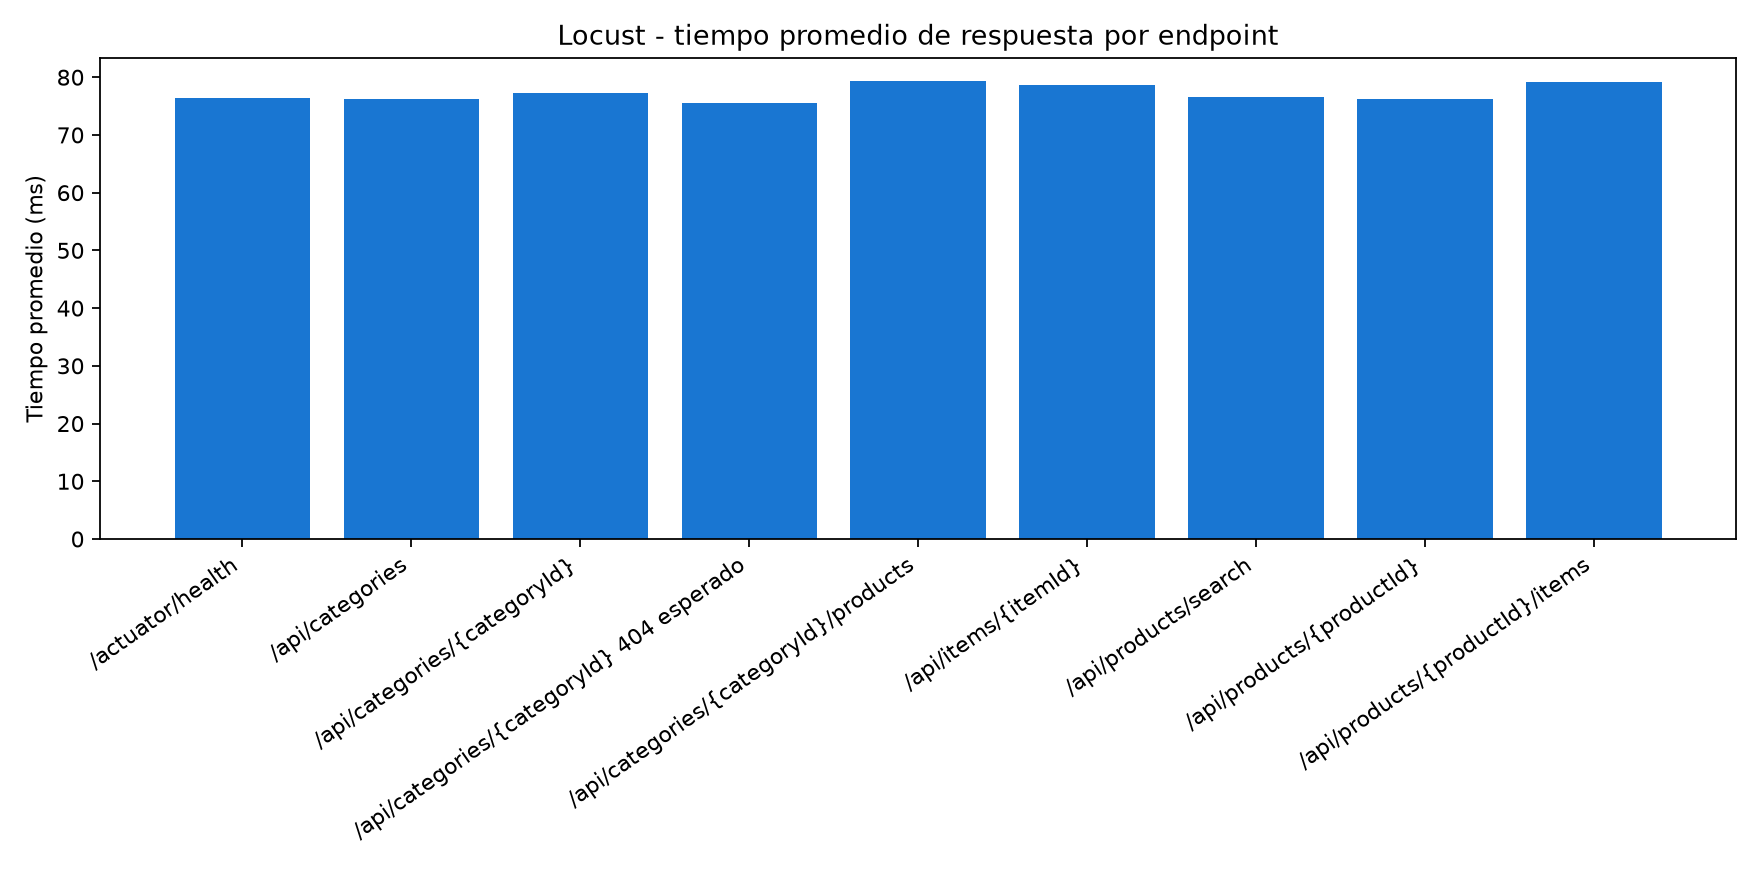 Locust - tiempo promedio de respuesta por endpoint
Tiempo promedio (ms)
80
70
60
50
40
30
20
10
0
/actuator/health
/api/categories
/api/categories/{categoryId}
/api/categories/{categoryId} 404 esperado
/api/categories/{categoryId}/products
/api/items/{itemId}
/api/products/search
/api/products/{productId}
/api/products/{productId}/items